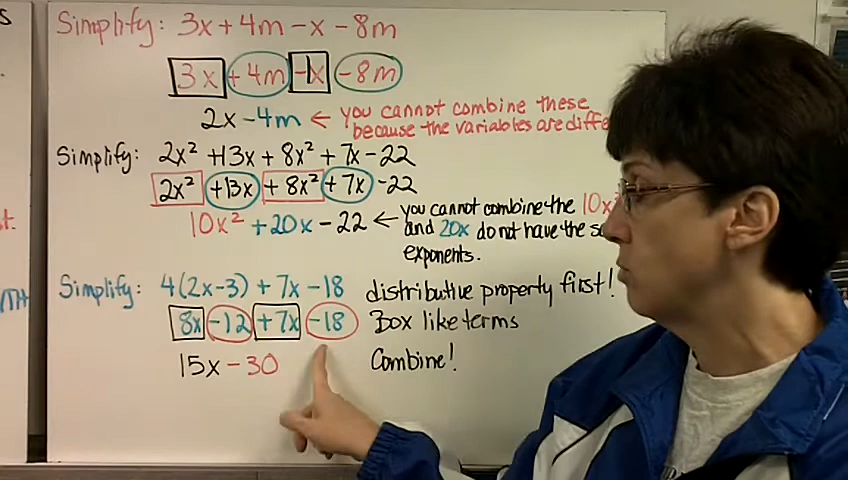 Simplify: 3x + 4m - x - 8m
3x + 4m - x - 8m
2x - 4m ← you cannot combine these
because the variables are diffe
Simplify: 2x² + 13x + 8x² + 7x - 22
2x² + 13x + 8x² + 7x - 22
10x² + 20x - 22 ← you cannot combine the 10x²
and 20x do not have the s
exponents.
Simplify: 4(2x-3) + 7x - 18 distributive property first!
8x - 12 + 7x - 18 Box like terms
15x - 30 Combine!